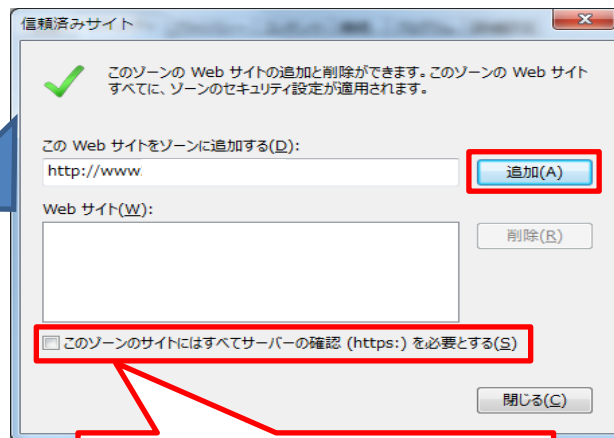 信頼済みサイト
このゾーンの Web サイトの追加と削除ができます。このゾーンの Web サイト
すべてに、ゾーンのセキュリティ設定が適用されます。
この Web サイトをゾーンに追加する(D):
http://www
追加(A)
Web サイト(W):
削除(R)
このゾーンのサイトにはすべてサーバーの確認 (https:) を必要とする(S)
閉じる(C)